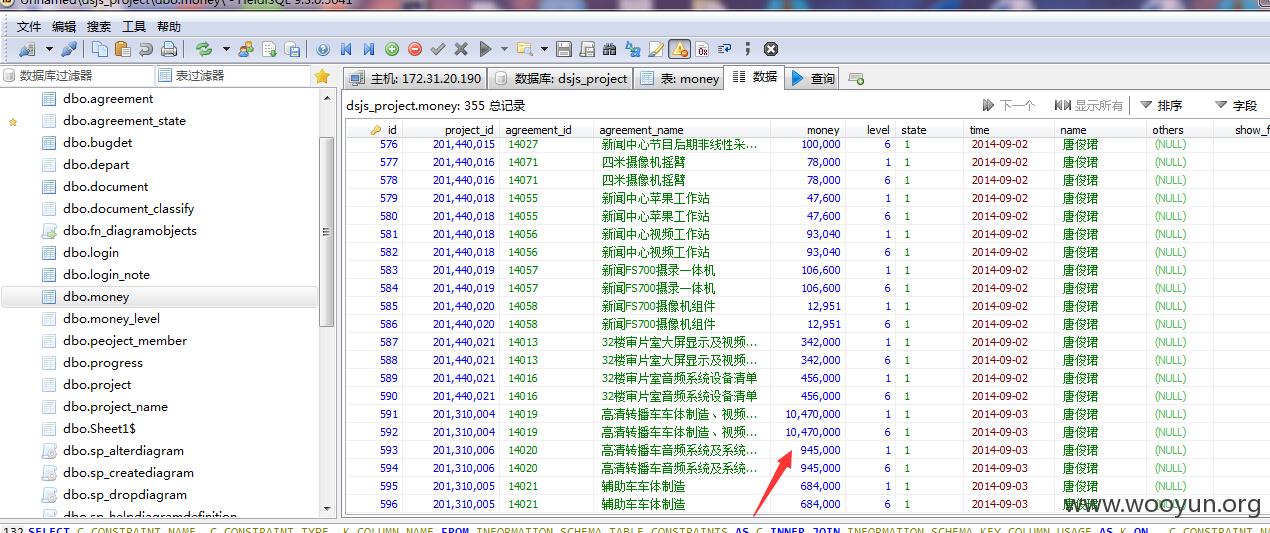 Unnamed\dsjs_project\dbo.money\ - HeidiSQL 9.3.0.5041
文件 编辑 搜索 工具 帮助
数据库过滤器 表过滤器 主机: 172.31.20.190 数据库: dsjs_project 表: money 数据 查询
dsjs_project.money: 355 总记录 下一个 显示所有 排序 字段
dbo.agreement
dbo.agreement_state
dbo.bugdet
dbo.depart
dbo.document
dbo.document_classify
dbo.fn_diagramobjects
dbo.login
dbo.login_note
dbo.money
dbo.money_level
dbo.peoject_member
dbo.progress
dbo.project
dbo.project_name
dbo.Sheet1$
dbo.sp_alterdiagram
dbo.sp_creatediagram
dbo.sp_dropdiagram
dbo.sp_helpdiagramdefinition
id project_id agreement_id agreement_name money level state time name others show_f
576 201,440,015 14027 新闻中心节目后期非线性采... 100,000 6 1 2014-09-02 唐俊珺 (NULL)
577 201,440,016 14071 四米摄像机摇臂 78,000 1 1 2014-09-02 唐俊珺 (NULL)
578 201,440,016 14071 四米摄像机摇臂 78,000 6 1 2014-09-02 唐俊珺 (NULL)
579 201,440,018 14055 新闻中心苹果工作站 47,600 1 1 2014-09-02 唐俊珺 (NULL)
580 201,440,018 14055 新闻中心苹果工作站 47,600 6 1 2014-09-02 唐俊珺 (NULL)
581 201,440,018 14056 新闻中心视频工作站 93,040 1 1 2014-09-02 唐俊珺 (NULL)
582 201,440,018 14056 新闻中心视频工作站 93,040 6 1 2014-09-02 唐俊珺 (NULL)
583 201,440,019 14057 新闻FS700摄录一体机 106,600 1 1 2014-09-02 唐俊珺 (NULL)
584 201,440,019 14057 新闻FS700摄录一体机 106,600 6 1 2014-09-02 唐俊珺 (NULL)
585 201,440,020 14058 新闻FS700摄像机组件 12,951 1 1 2014-09-02 唐俊珺 (NULL)
586 201,440,020 14058 新闻FS700摄像机组件 12,951 6 1 2014-09-02 唐俊珺 (NULL)
587 201,440,021 14013 32楼审片室大屏显示及视频... 342,000 1 1 2014-09-02 唐俊珺 (NULL)
588 201,440,021 14013 32楼审片室大屏显示及视频... 342,000 6 1 2014-09-02 唐俊珺 (NULL)
589 201,440,021 14016 32楼审片室音频系统设备清单 456,000 1 1 2014-09-02 唐俊珺 (NULL)
590 201,440,021 14016 32楼审片室音频系统设备清单 456,000 6 1 2014-09-02 唐俊珺 (NULL)
591 201,310,004 14019 高清转播车车体制造、视频... 10,470,000 1 1 2014-09-03 唐俊珺 (NULL)
592 201,310,004 14019 高清转播车车体制造、视频... 10,470,000 6 1 2014-09-03 唐俊珺 (NULL)
593 201,310,006 14020 高清转播车音频系统及系统... 945,000 1 1 2014-09-03 唐俊珺 (NULL)
594 201,310,006 14020 高清转播车音频系统及系统... 945,000 6 1 2014-09-03 唐俊珺 (NULL)
595 201,310,005 14021 辅助车车体制造 684,000 1 1 2014-09-03 唐俊珺 (NULL)
596 201,310,005 14021 辅助车车体制造 684,000 6 1 2014-09-03 唐俊珺 (NULL)
www.wooyun.org